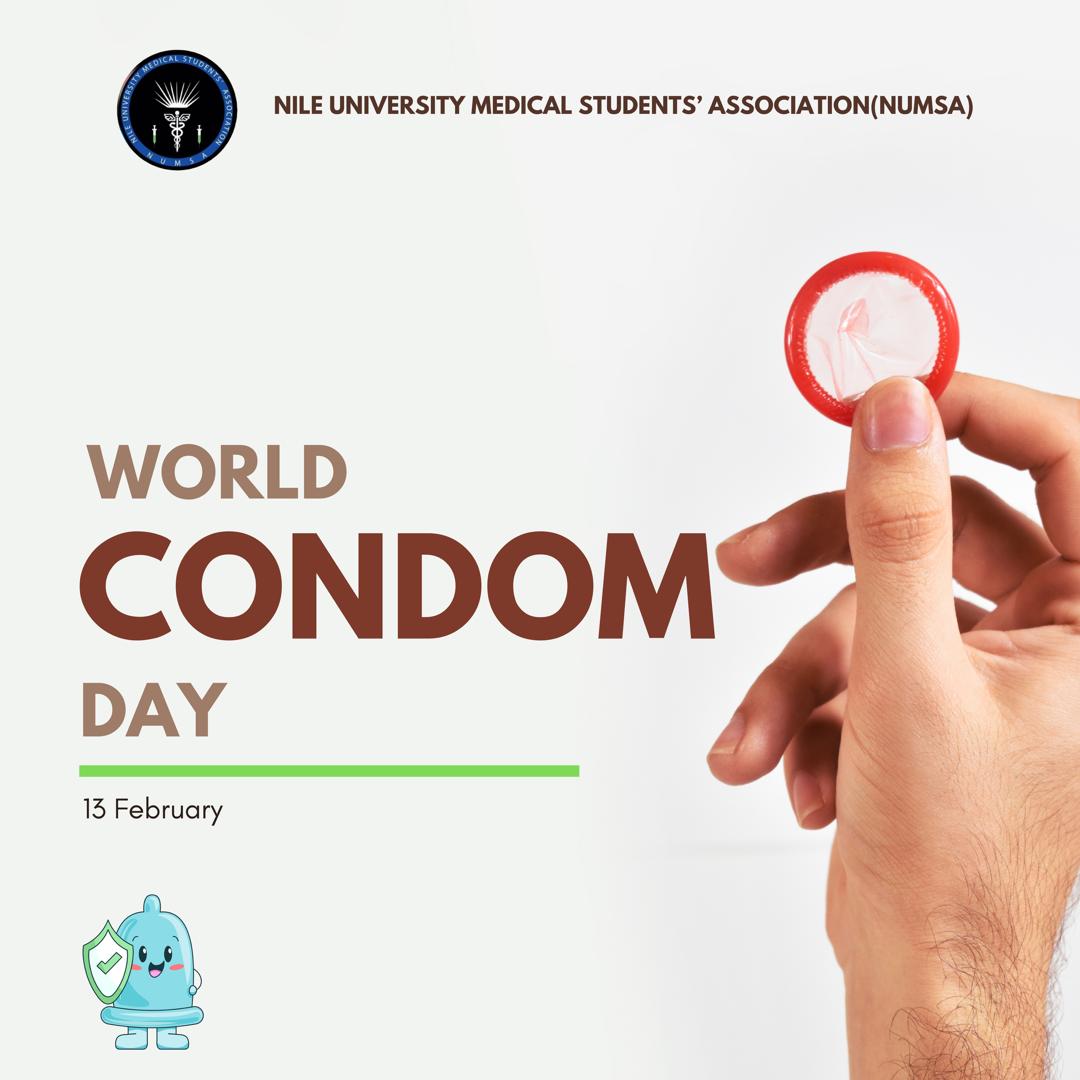 NILE UNIVERSITY MEDICAL STUDENTS' ASSOCIATION
NUMSA
NILE UNIVERSITY MEDICAL STUDENTS’ ASSOCIATION(NUMSA)
WORLD
CONDOM
DAY
13 February